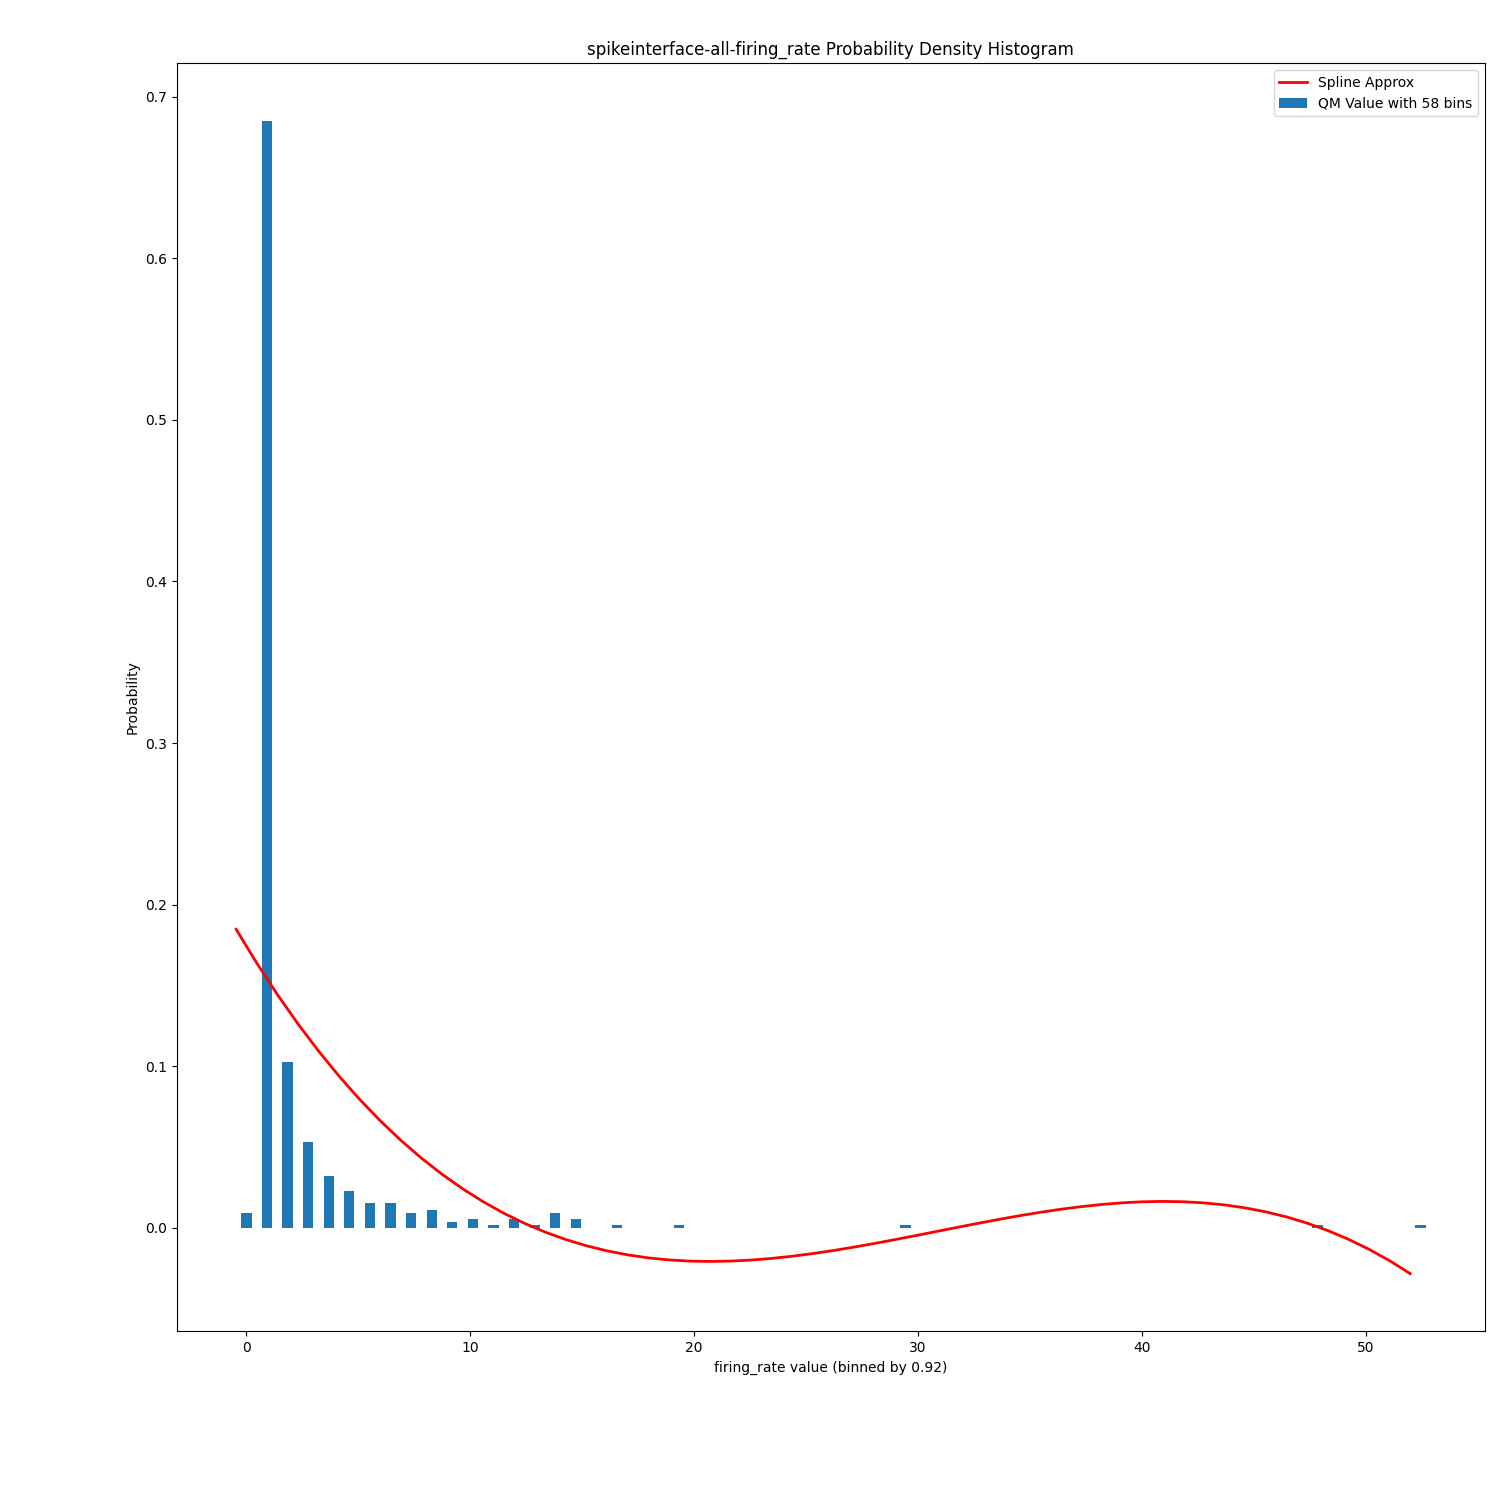 spikeinterface-all-firing_rate Probability Density Histogram
Spline Approx
QM Value with 58 bins
0.7
0.6
0.5
0.4
0.3
0.2
0.1
0.0
Probability
0 10 20 30 40 50
firing_rate value (binned by 0.92)